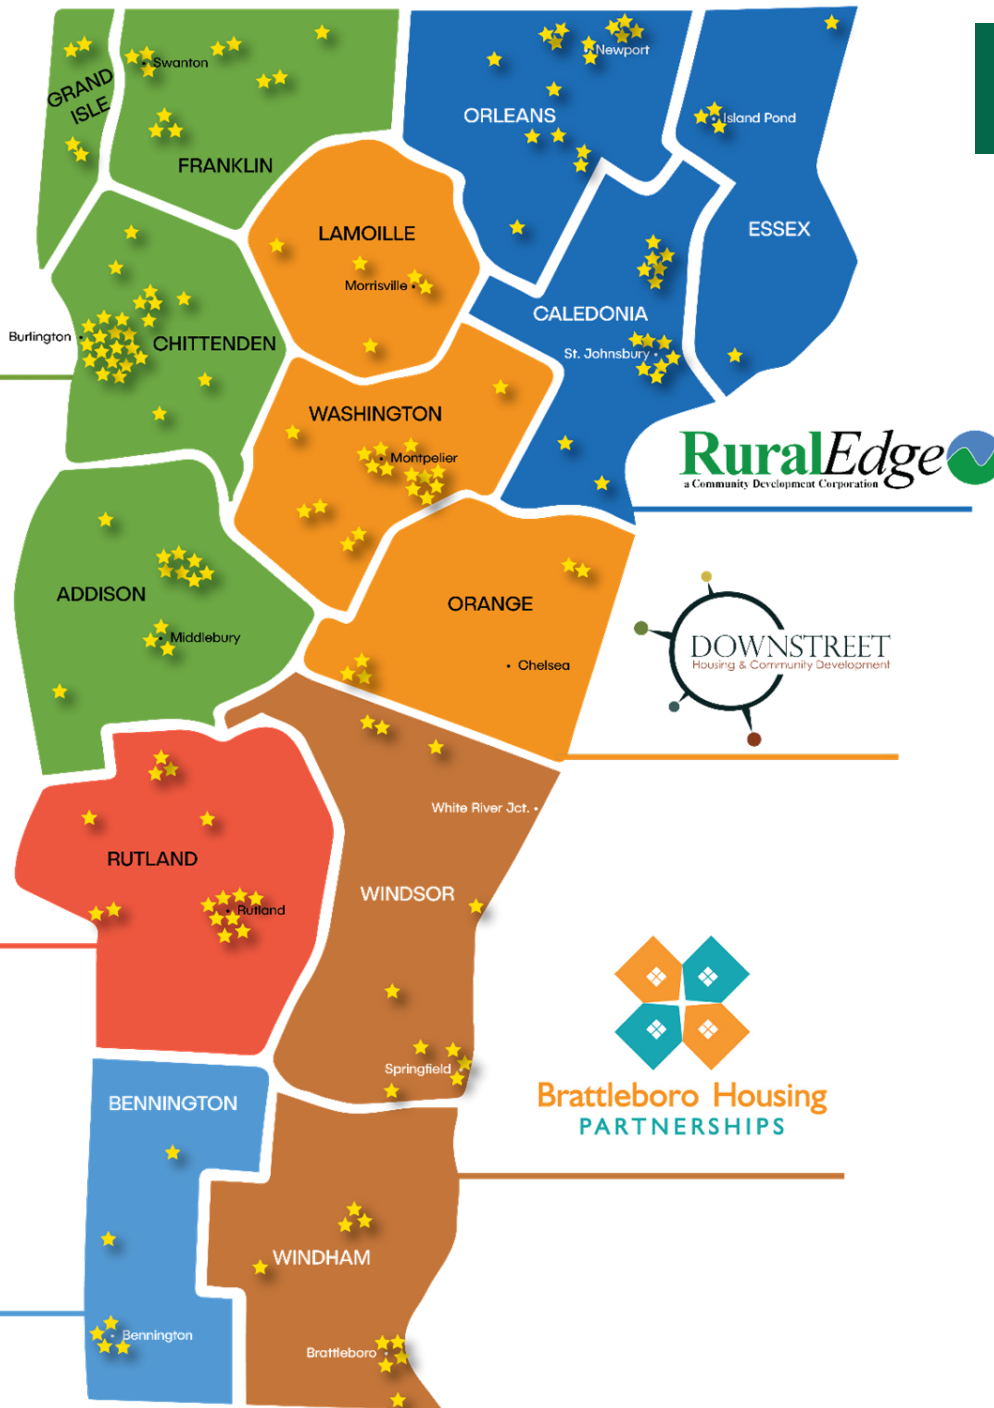 GRAND
ISLE
Swanton
FRANKLIN
Newport
ORLEANS
Island Pond
ESSEX
LAMOILLE
Morrisville
Burlington
CHITTENDEN
CALEDONIA
St. Johnsbury
WASHINGTON
Montpelier
RuralEdge
a Community Development Corporation
ADDISON
Middlebury
ORANGE
Chelsea
DOWNSTREET
Housing & Community Development
White River Jct.
RUTLAND
Rutland
WINDSOR
Springfield
Brattleboro Housing
PARTNERSHIPS
BENNINGTON
WINDHAM
Bennington
Brattleboro